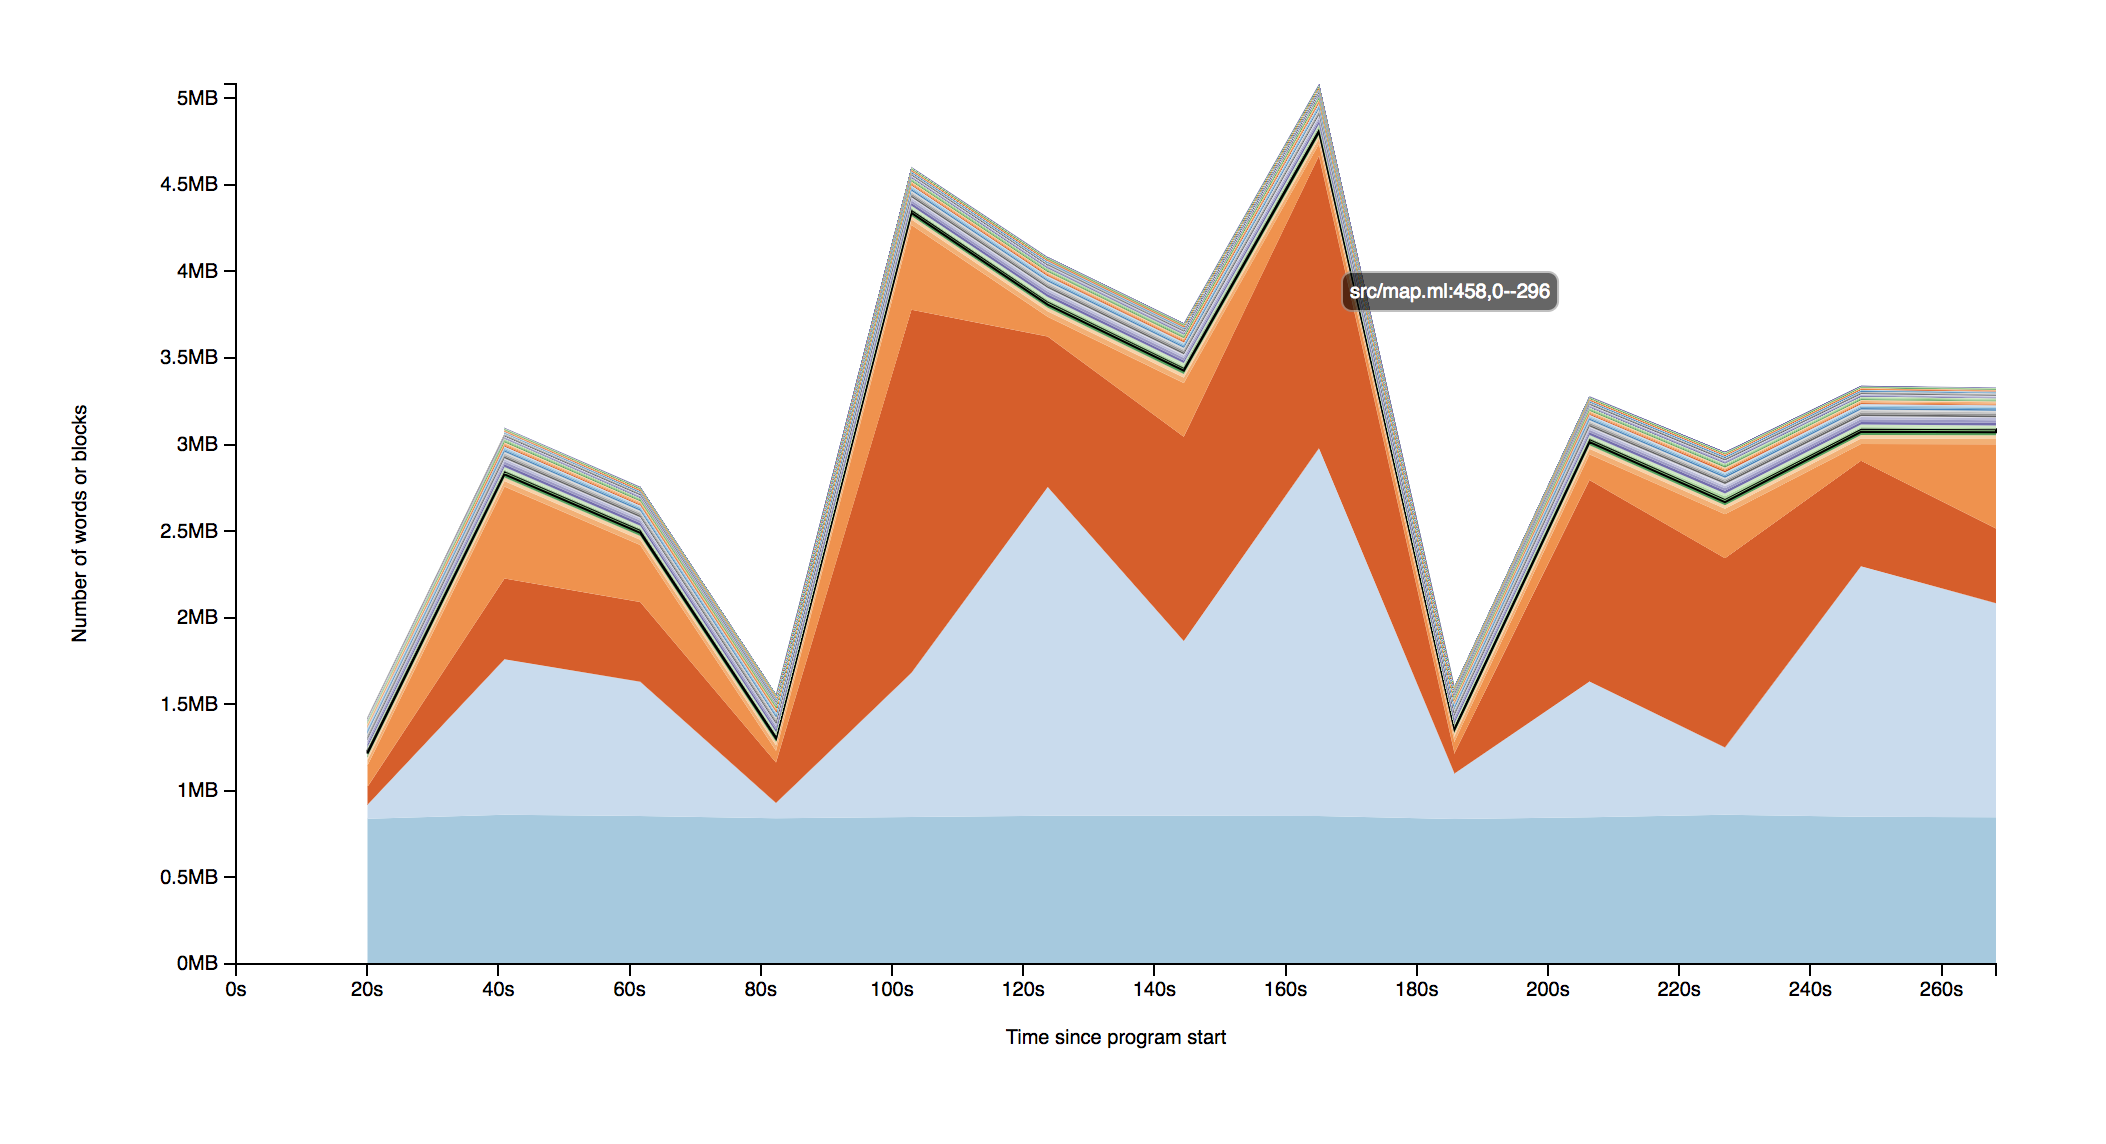 5MB
4.5MB
4MB
3.5MB
3MB
2.5MB
2MB
1.5MB
1MB
0.5MB
0MB
Number of words or blocks
src/map.ml:458,0--296
0s 20s 40s 60s 80s 100s 120s 140s 160s 180s 200s 220s 240s 260s
Time since program start